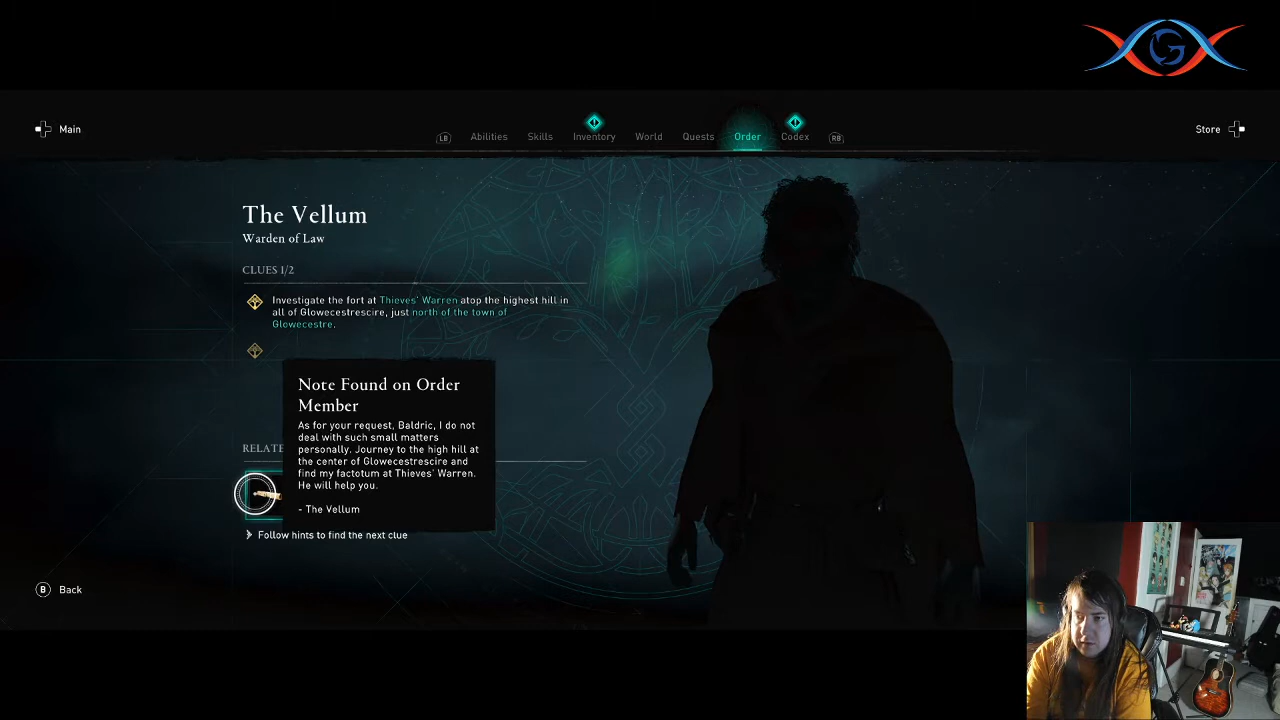 Main
LB Abilities Skills Inventory World Quests Order Codex RB
Store
The Vellum
Warden of Law
CLUES 1/2
Investigate the fort at Thieves' Warren atop the highest hill in
all of Glowecestrescire, just north of the town of
Glowecestre.
Note Found on Order
Member
As for your request, Baldric, I do not
deal with such small matters
personally. Journey to the high hill at
the center of Glowecestrescire and
find my factotum at Thieves' Warren.
He will help you.
- The Vellum
RELATE
Follow hints to find the next clue
B Back
G